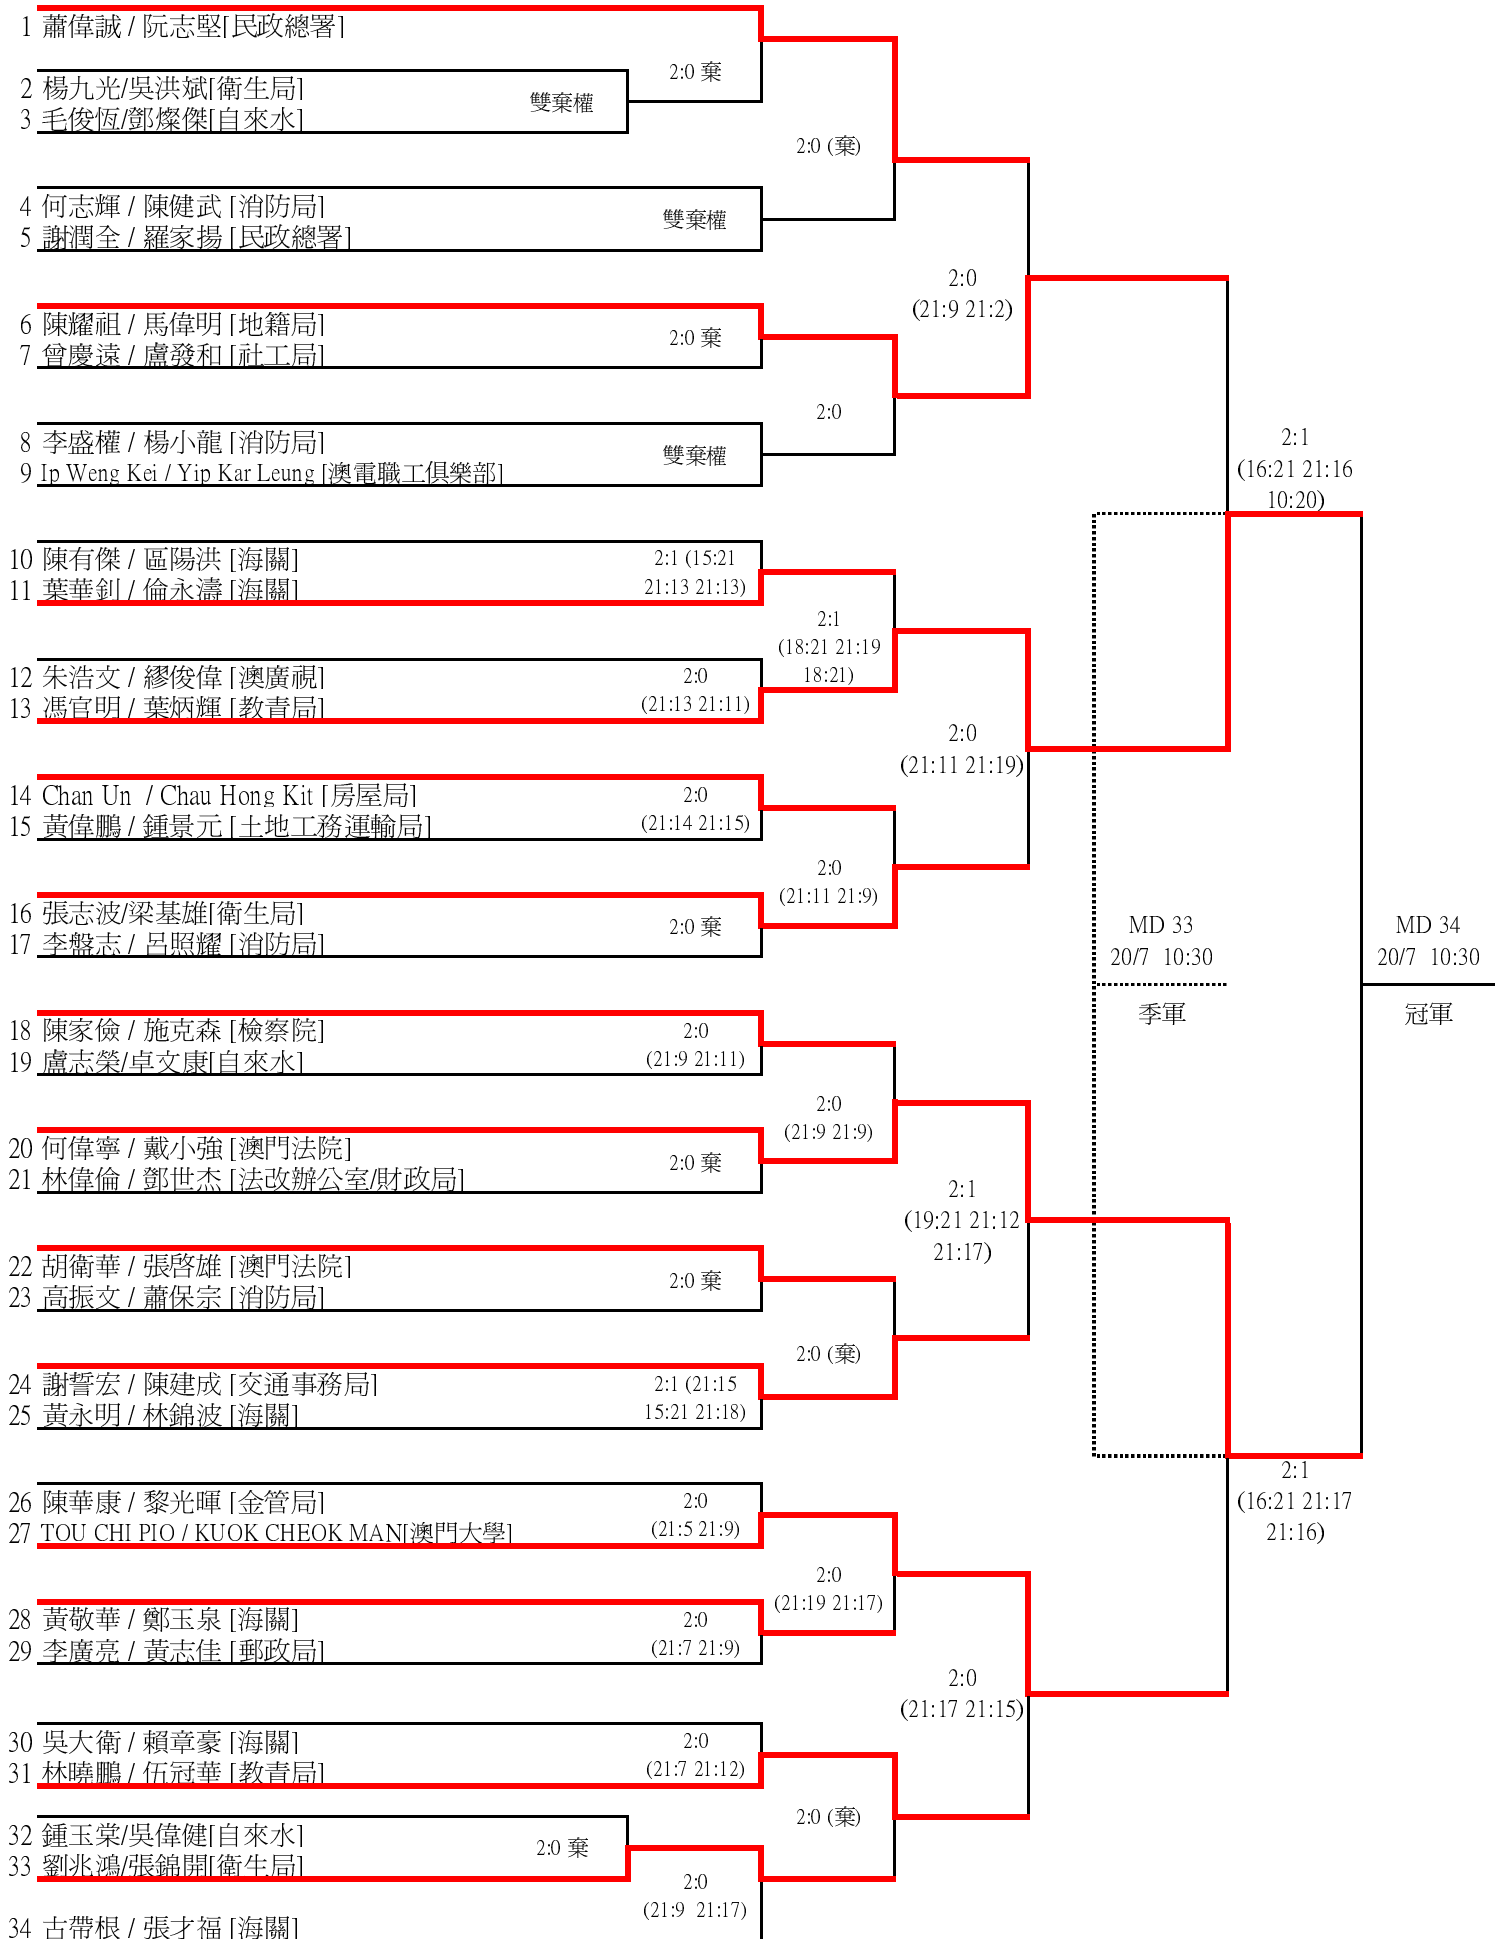 1 蕭偉誠 / 阮志堅[民政總署]
2:0 棄
2 楊九光/吳洪斌[衛生局]
雙棄權
3 毛俊恆/鄧燦傑[自來水]
2:0 (棄)
4 何志輝 / 陳健武 [消防局]
雙棄權
5 謝潤全 / 羅家揚 [民政總署]
2:0
(21:9 21:2)
6 陳耀祖 / 馬偉明 [地籍局]
2:0 棄
7 曾慶遠 / 盧發和 [社工局]
2:0
8 李盛權 / 楊小龍 [消防局]
雙棄權
9 Ip Weng Kei / Yip Kar Leung [澳電職工俱樂部]
2:1
(16:21 21:16
10:20)
10 陳有傑 / 區陽洪 [海關]
2:1 (15:21
21:13 21:13)
11 葉華釗 / 倫永濤 [海關]
2:1
(18:21 21:19
18:21)
12 朱浩文 / 繆俊偉 [澳廣視]
2:0
(21:13 21:11)
13 馮官明 / 葉炳輝 [教青局]
2:0
(21:11 21:19)
14 Chan Un / Chau Hong Kit [房屋局]
2:0
(21:14 21:15)
15 黃偉鵬 / 鍾景元 [土地工務運輸局]
2:0
(21:11 21:9)
16 張志波/梁基雄[衛生局]
2:0 棄
17 李盤志 / 呂照耀 [消防局]
MD 33
20/7 10:30
季軍
MD 34
20/7 10:30
冠軍
18 陳家儉 / 施克森 [檢察院]
2:0
(21:9 21:11)
19 盧志榮/卓文康[自來水]
2:0
(21:9 21:9)
20 何偉寧 / 戴小強 [澳門法院]
2:0 棄
21 林偉倫 / 鄧世杰 [法改辦公室/財政局]
2:1
(19:21 21:12
21:17)
22 胡衛華 / 張啓雄 [澳門法院]
2:0 棄
23 高振文 / 蕭保宗 [消防局]
2:0 (棄)
24 謝誓宏 / 陳建成 [交通事務局]
2:1 (21:15
15:21 21:18)
25 黃永明 / 林錦波 [海關]
2:1
(16:21 21:17
21:16)
26 陳華康 / 黎光暉 [金管局]
2:0
(21:5 21:9)
27 TOU CHI PIO / KUOK CHEOK MAN[澳門大學]
2:0
(21:19 21:17)
28 黃敬華 / 鄭玉泉 [海關]
2:0
(21:7 21:9)
29 李廣亮 / 黃志佳 [郵政局]
2:0
(21:17 21:15)
30 吳大衛 / 賴章豪 [海關]
2:0
(21:7 21:12)
31 林曉鵬 / 伍冠華 [教青局]
2:0 (棄)
32 鍾玉棠/吳偉健[自來水]
2:0 棄
33 劉兆鴻/張錦開[衛生局]
2:0
(21:9 21:17)
34 古帶根 / 張才福 [海關]